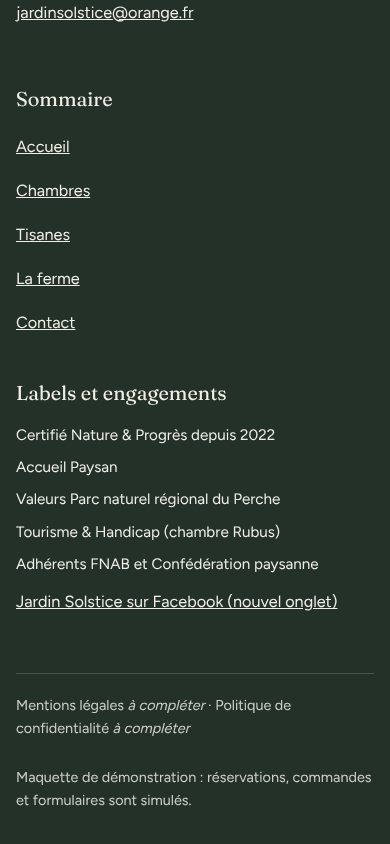 jardinsolstice@orange.fr
Sommaire
Accueil
Chambres
Tisanes
La ferme
Contact
Labels et engagements
Certifié Nature & Progrès depuis 2022
Accueil Paysan
Valeurs Parc naturel régional du Perche
Tourisme & Handicap (chambre Rubus)
Adhérents FNAB et Confédération paysanne
Jardin Solstice sur Facebook (nouvel onglet)
Mentions légales à compléter · Politique de
confidentialité à compléter
Maquette de démonstration : réservations, commandes
et formulaires sont simulés.